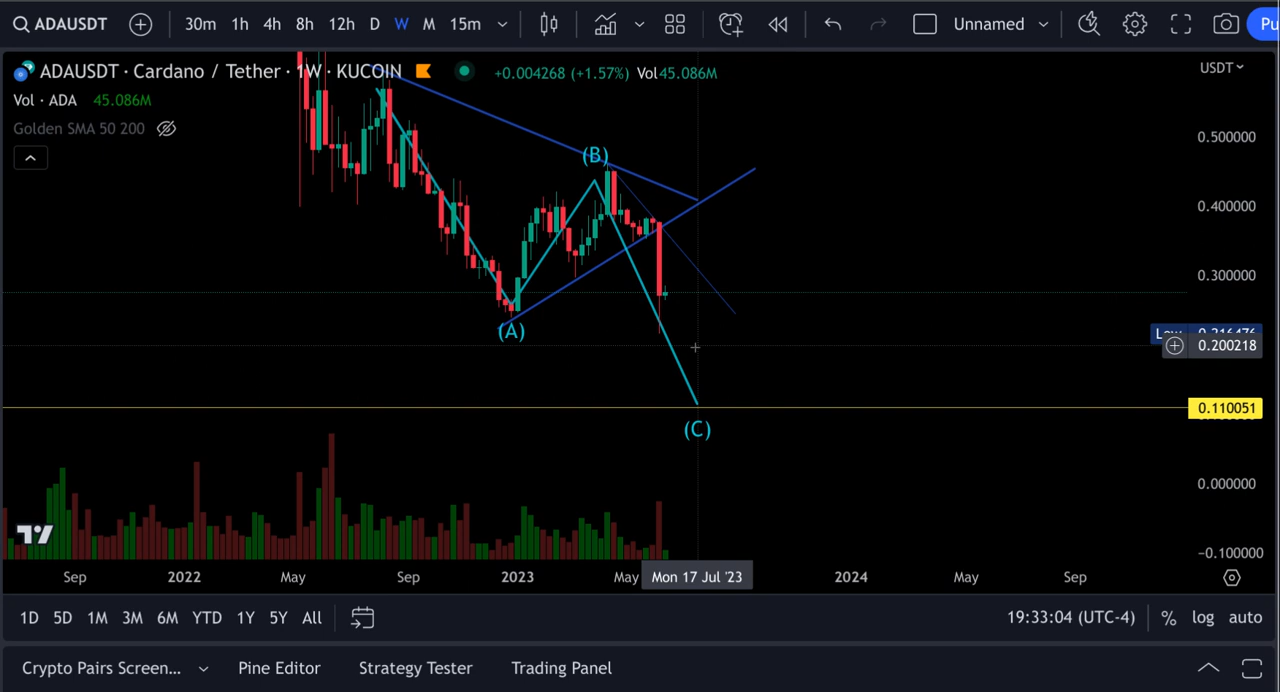 ADAUSDT 30m 1h 4h 8h 12h D W M 15m Unnamed Pu
ADAUSDT · Cardano / Tether · 1W · KUCOIN +0.004268 (+1.57%) Vol45.086M USDT
Vol · ADA 45.086M
Golden SMA 50 200
0.500000
(B)
0.400000
0.300000
(A)
Low 0.216476
0.200218
0.110051
(C)
0.000000
−0.100000
Sep 2022 May Sep 2023 May Mon 17 Jul '23 2024 May Sep
1D 5D 1M 3M 6M YTD 1Y 5Y All 19:33:04 (UTC-4) % log auto
Crypto Pairs Screen... Pine Editor Strategy Tester Trading Panel